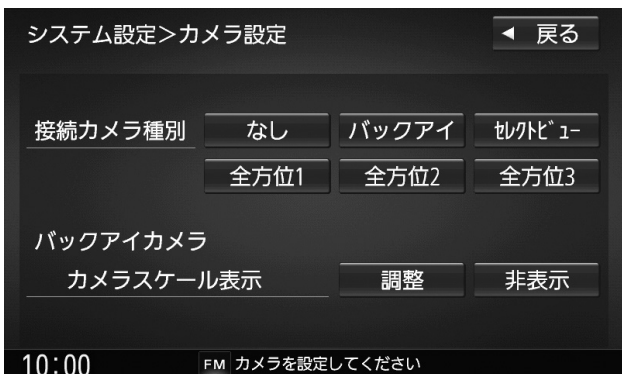 システム設定>カメラ設定 ◀ 戻る
接続カメラ種別 なし バックアイ ｾﾚｸﾄﾋﾞｭｰ
全方位1 全方位2 全方位3
バックアイカメラ
カメラスケール表示 調整 非表示
10:00 FM カメラを設定してください